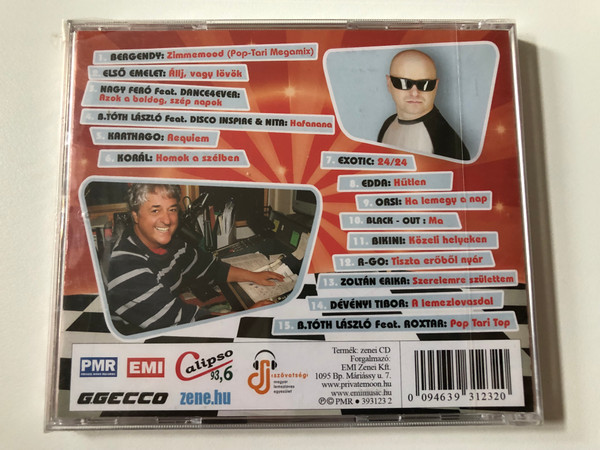 1. BERGENDY: Zimmemood (Pop-Tari Megamix)
2. ELSŐ EMELET: Állj, vagy lövök
3. NAGY FERÓ Feat. DANCE4EVER:
Azok a boldog, szép napok
4. B.TÓTH LÁSZLÓ Feat. DISCO INSPIRE & NITA: Hafanana
5. KARTHAGO: Requiem
6. KORÁL: Homok a szélben
7. EXOTIC: 24/24
8. EDDA: Hűtlen
9. ORSI: Ha lemegy a nap
10. BLACK - OUT : Ma
11. BIKINI: Közeli helyeken
12. A-GO: Tiszta erőből nyár
13. ZOLTÁN ERIKA: Szerelemre születtem
14. DÉVÉNYI TIBOR: A lemezlovasdal
15. B.TÓTH LÁSZLÓ Feat. ROXTAR: Pop Tari Top
PMR
EMI
Calipso
93,6
dj
szövetség
magyar
lemezlovas
egyesület
GGECCO
zene.hu
Termék: zenei CD
Forgalmazó:
EMI Zenei Kft.
1095 Bp. Máriássy u. 7.
www.privatemoon.hu
www.emimusic.hu
℗© PMR • 393123 2
0 094639 312320